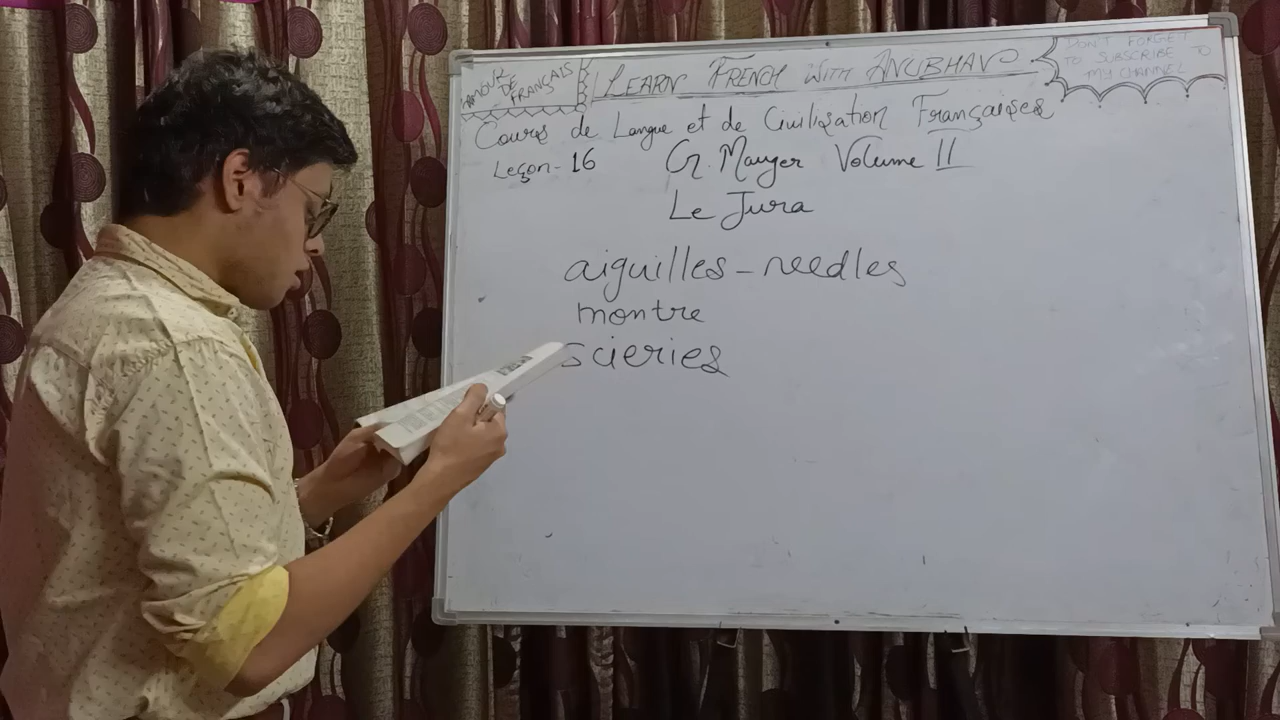 AMOUR
DE
FRANÇAIS
LEARN FRENCH WITH ANUBHAV
DON'T FORGET
TO SUBSCRIBE TO
MY CHANNEL
Cours de Langue et de Civilisation Françaises
Leçon-16 G. Mauger Volume II
Le Jura
aiguilles - needles
montre
scieries